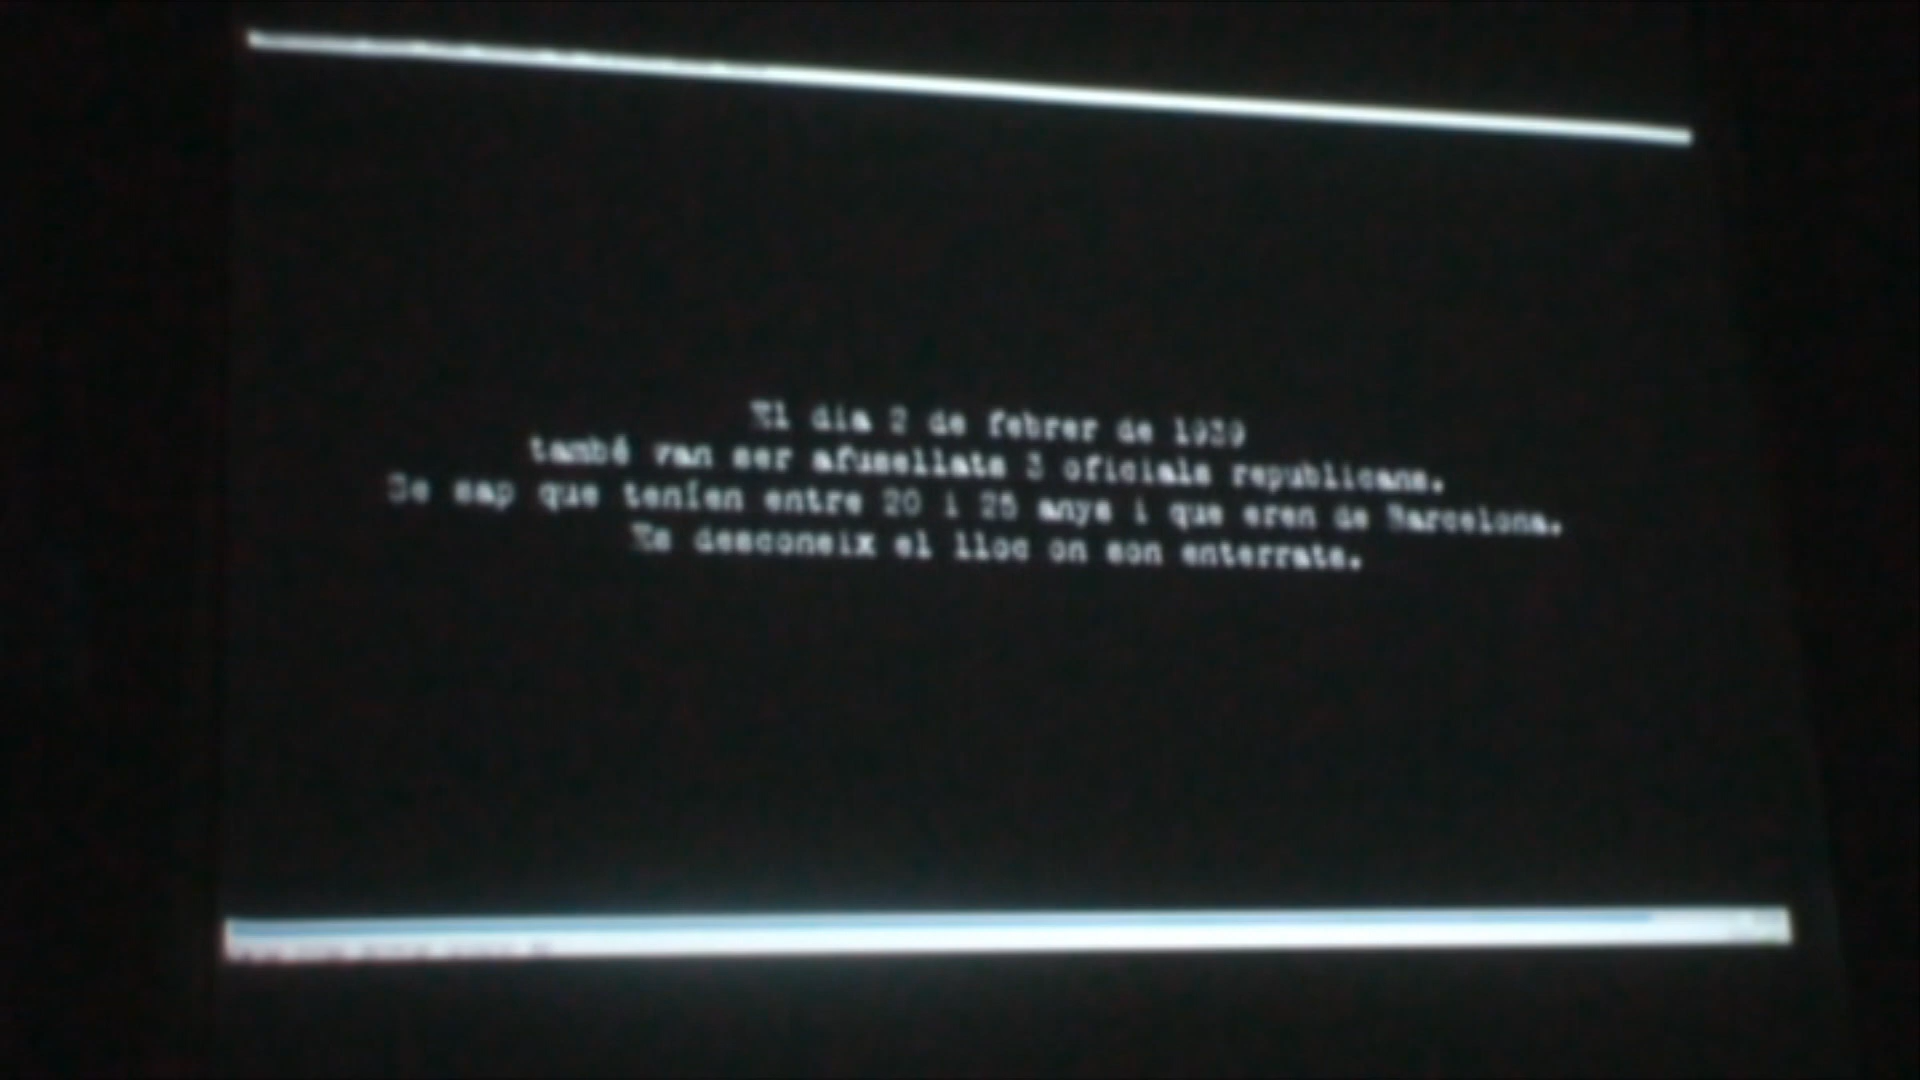 El dia 2 de febrer de 1939
també van ser afusellats 3 oficials republicans.
Se sap que tenien entre 20 i 25 anys i que eren de Barcelona.
Es desconeix el lloc on son enterrats.